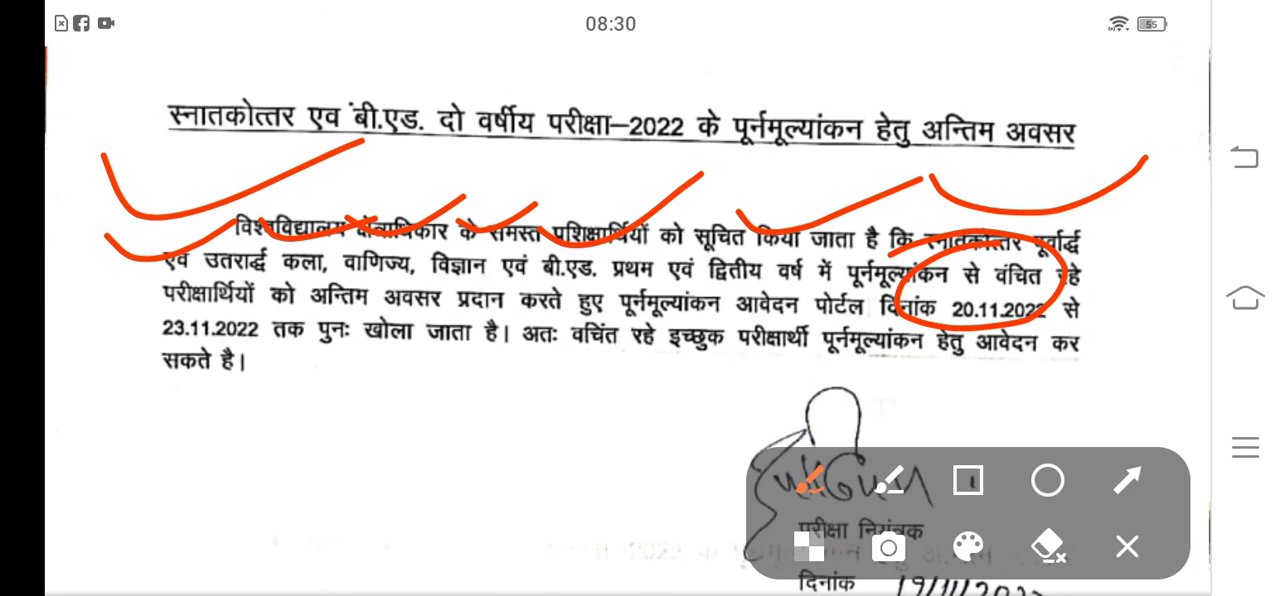 08:30
55
स्नातकोत्तर एवं बी.एड. दो वर्षीय परीक्षा–2022 के पूर्नमूल्यांकन हेतु अन्तिम अवसर
विश्वविद्यालय क्षेत्राधिकार के समस्त प्रशिक्षार्थियों को सूचित किया जाता है कि स्नातकोत्तर पूर्वार्द्ध
एवं उतरार्द्ध कला, वाणिज्य, विज्ञान एवं बी.एड. प्रथम एवं द्वितीय वर्ष में पूर्नमूल्यांकन से वंचित रहे
परीक्षार्थियों को अन्तिम अवसर प्रदान करते हुए पूर्नमूल्यांकन आवेदन पोर्टल दिनांक 20.11.2022 से
23.11.2022 तक पुनः खोला जाता है। अतः वचिंत रहे इच्छुक परीक्षार्थी पूर्नमूल्यांकन हेतु आवेदन कर
सकते है।
परीक्षा नियंत्रक
दिनांक